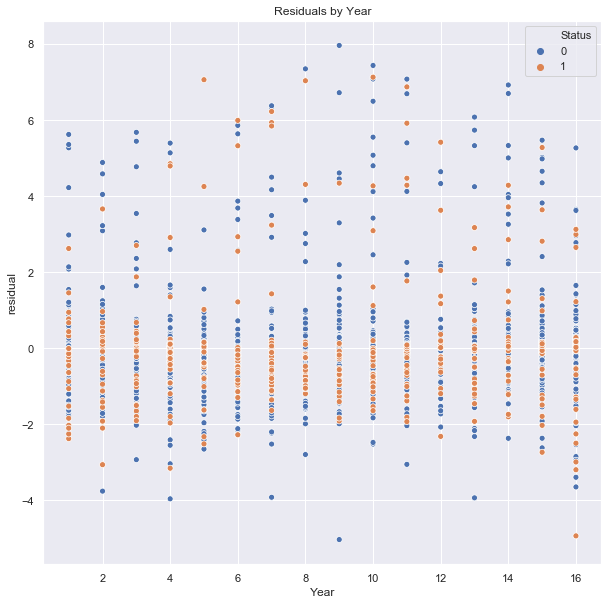 Residuals by Year
Status
0
1
8
6
4
2
0
−2
−4
residual
2 4 6 8 10 12 14 16
Year